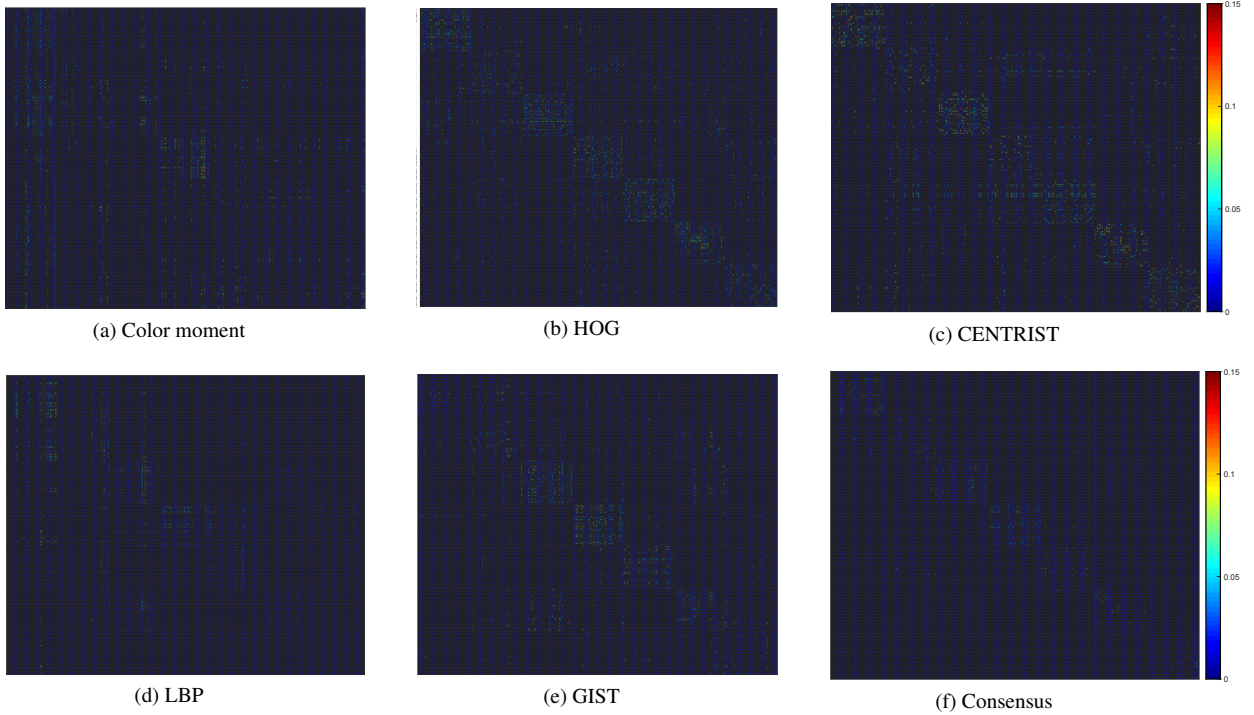 0.15
0.1
0.05
0
(a) Color moment
(b) HOG
(c) CENTRIST
0.15
0.1
0.05
0
(d) LBP
(e) GIST
(f) Consensus